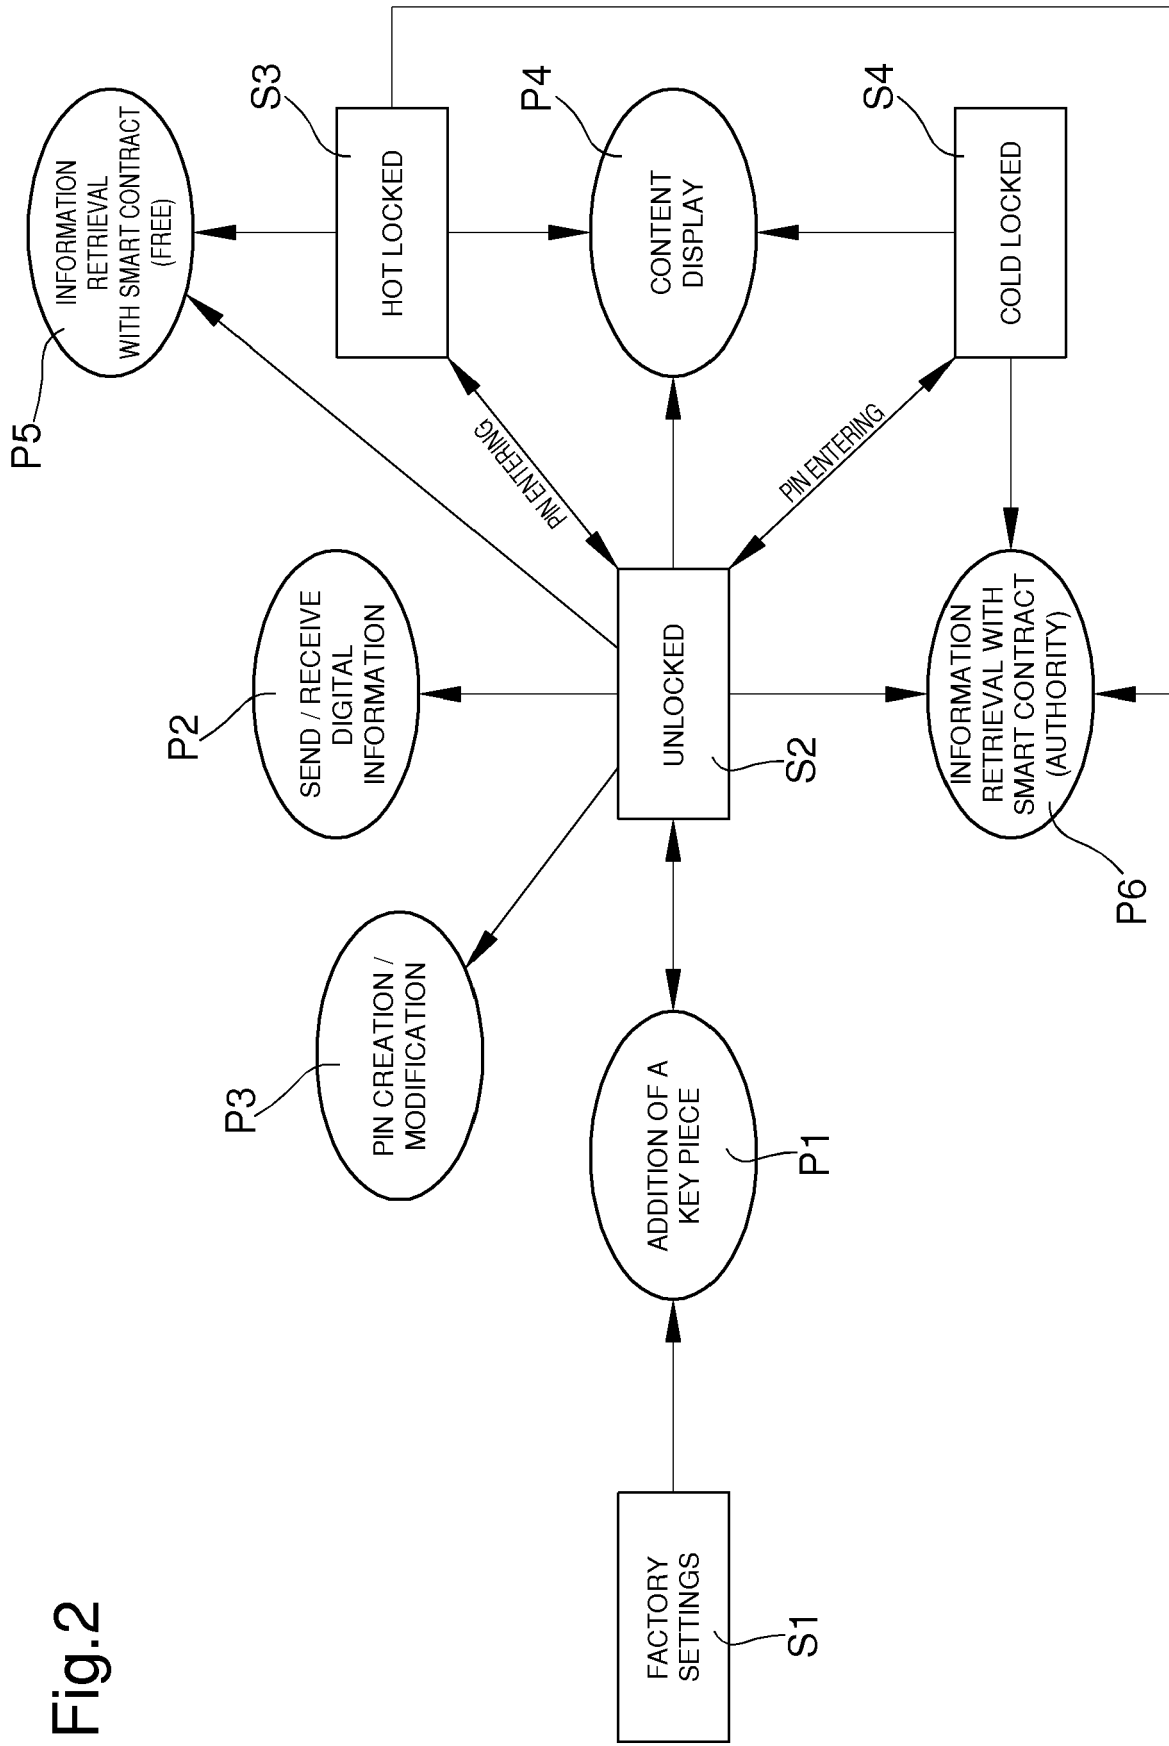 Fig.2
FACTORY
SETTINGS
S1
ADDITION OF A
KEY PIECE
P1
PIN CREATION /
MODIFICATION
P3
SEND / RECEIVE
DIGITAL
INFORMATION
P2
UNLOCKED
S2
INFORMATION
RETRIEVAL
WITH SMART CONTRACT
(FREE)
P5
HOT LOCKED
S3
PIN ENTERING
CONTENT
DISPLAY
P4
PIN ENTERING
COLD LOCKED
S4
INFORMATION
RETRIEVAL WITH
SMART CONTRACT
(AUTHORITY)
P6